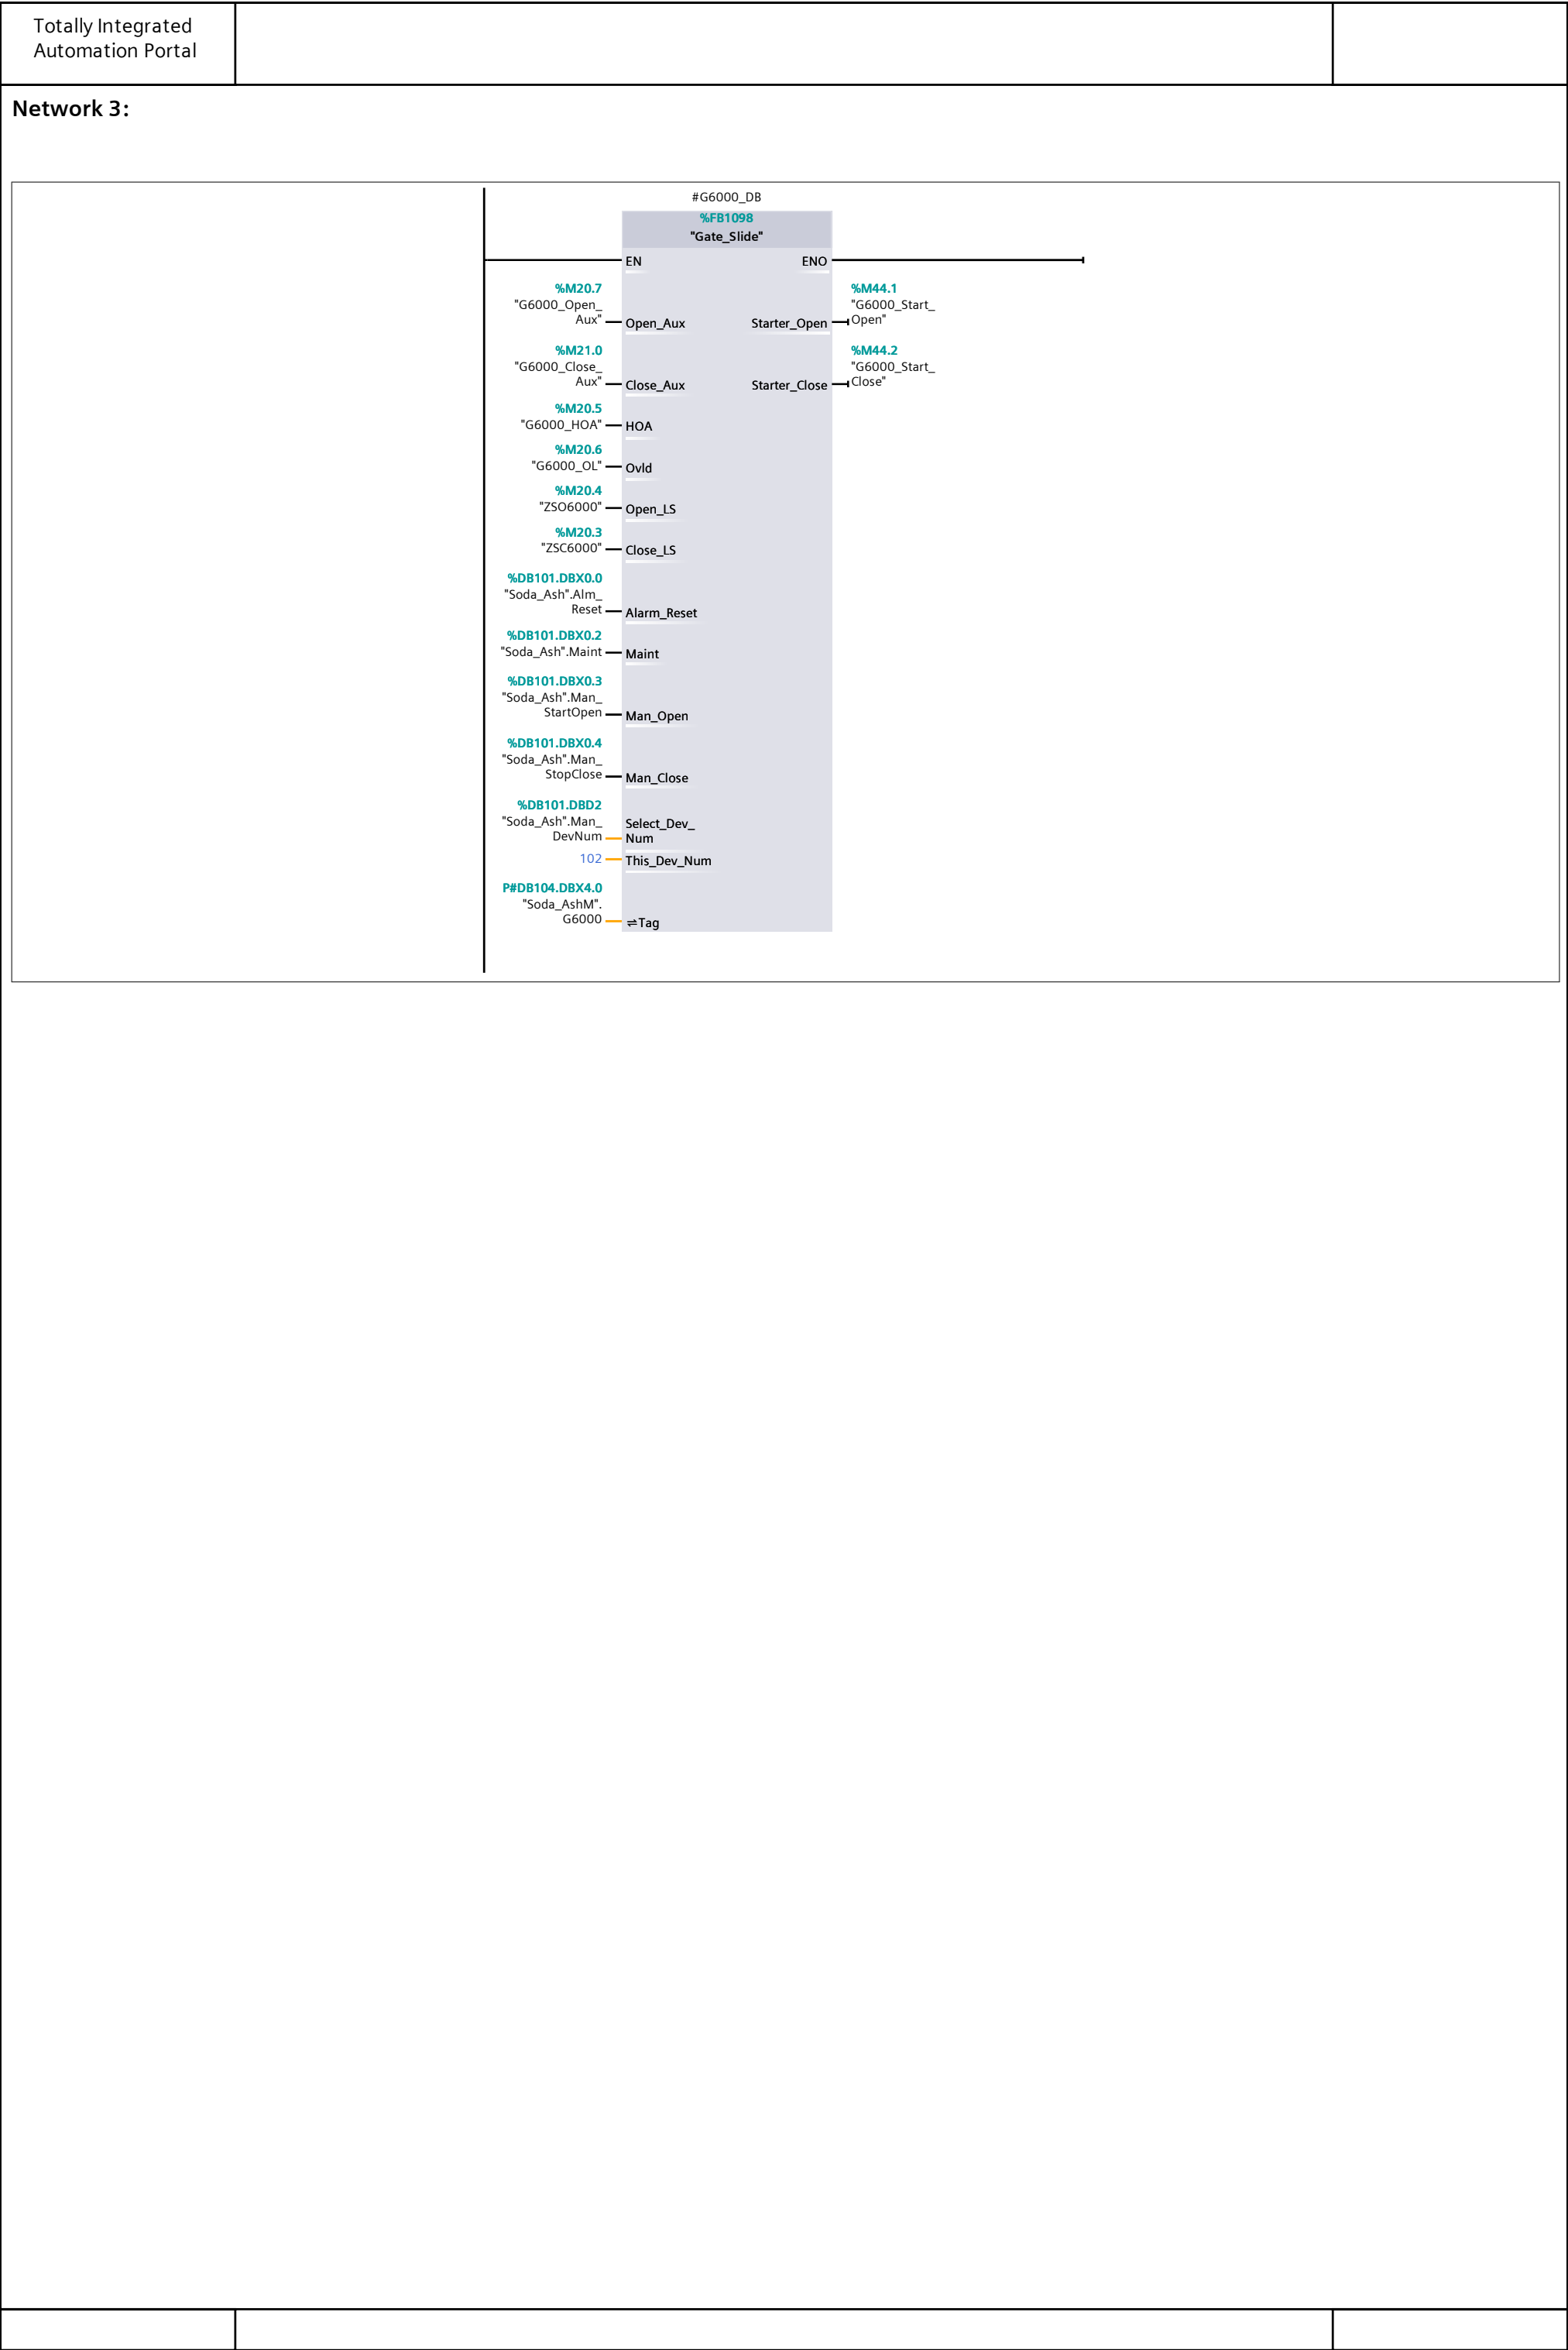 Totally Integrated
Automation Portal
Network 3:
#G6000_DB
%FB1098
"Gate_Slide"
EN
ENO
%M20.7
"G6000_Open_
Aux"
Open_Aux
Starter_Open
%M44.1
"G6000_Start_
Open"
%M21.0
"G6000_Close_
Aux"
Close_Aux
Starter_Close
%M44.2
"G6000_Start_
Close"
%M20.5
"G6000_HOA"
HOA
%M20.6
"G6000_OL"
Ovld
%M20.4
"ZSO6000"
Open_LS
%M20.3
"ZSC6000"
Close_LS
%DB101.DBX0.0
"Soda_Ash".Alm_
Reset
Alarm_Reset
%DB101.DBX0.2
"Soda_Ash".Maint
Maint
%DB101.DBX0.3
"Soda_Ash".Man_
StartOpen
Man_Open
%DB101.DBX0.4
"Soda_Ash".Man_
StopClose
Man_Close
%DB101.DBD2
"Soda_Ash".Man_
DevNum
Select_Dev_
Num
102
This_Dev_Num
P#DB104.DBX4.0
"Soda_AshM".
G6000
⇌Tag